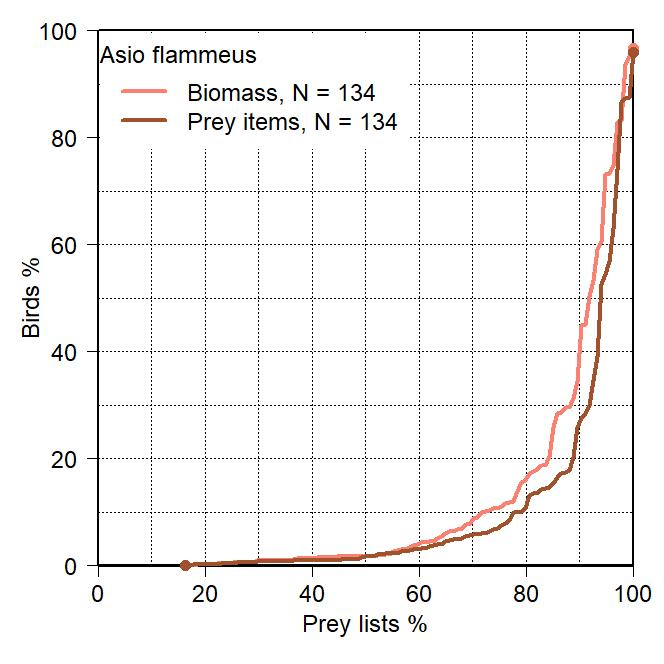 Asio flammeus
Biomass, N = 134
Prey items, N = 134
Birds %
100
80
60
40
20
0
0 20 40 60 80 100
Prey lists %